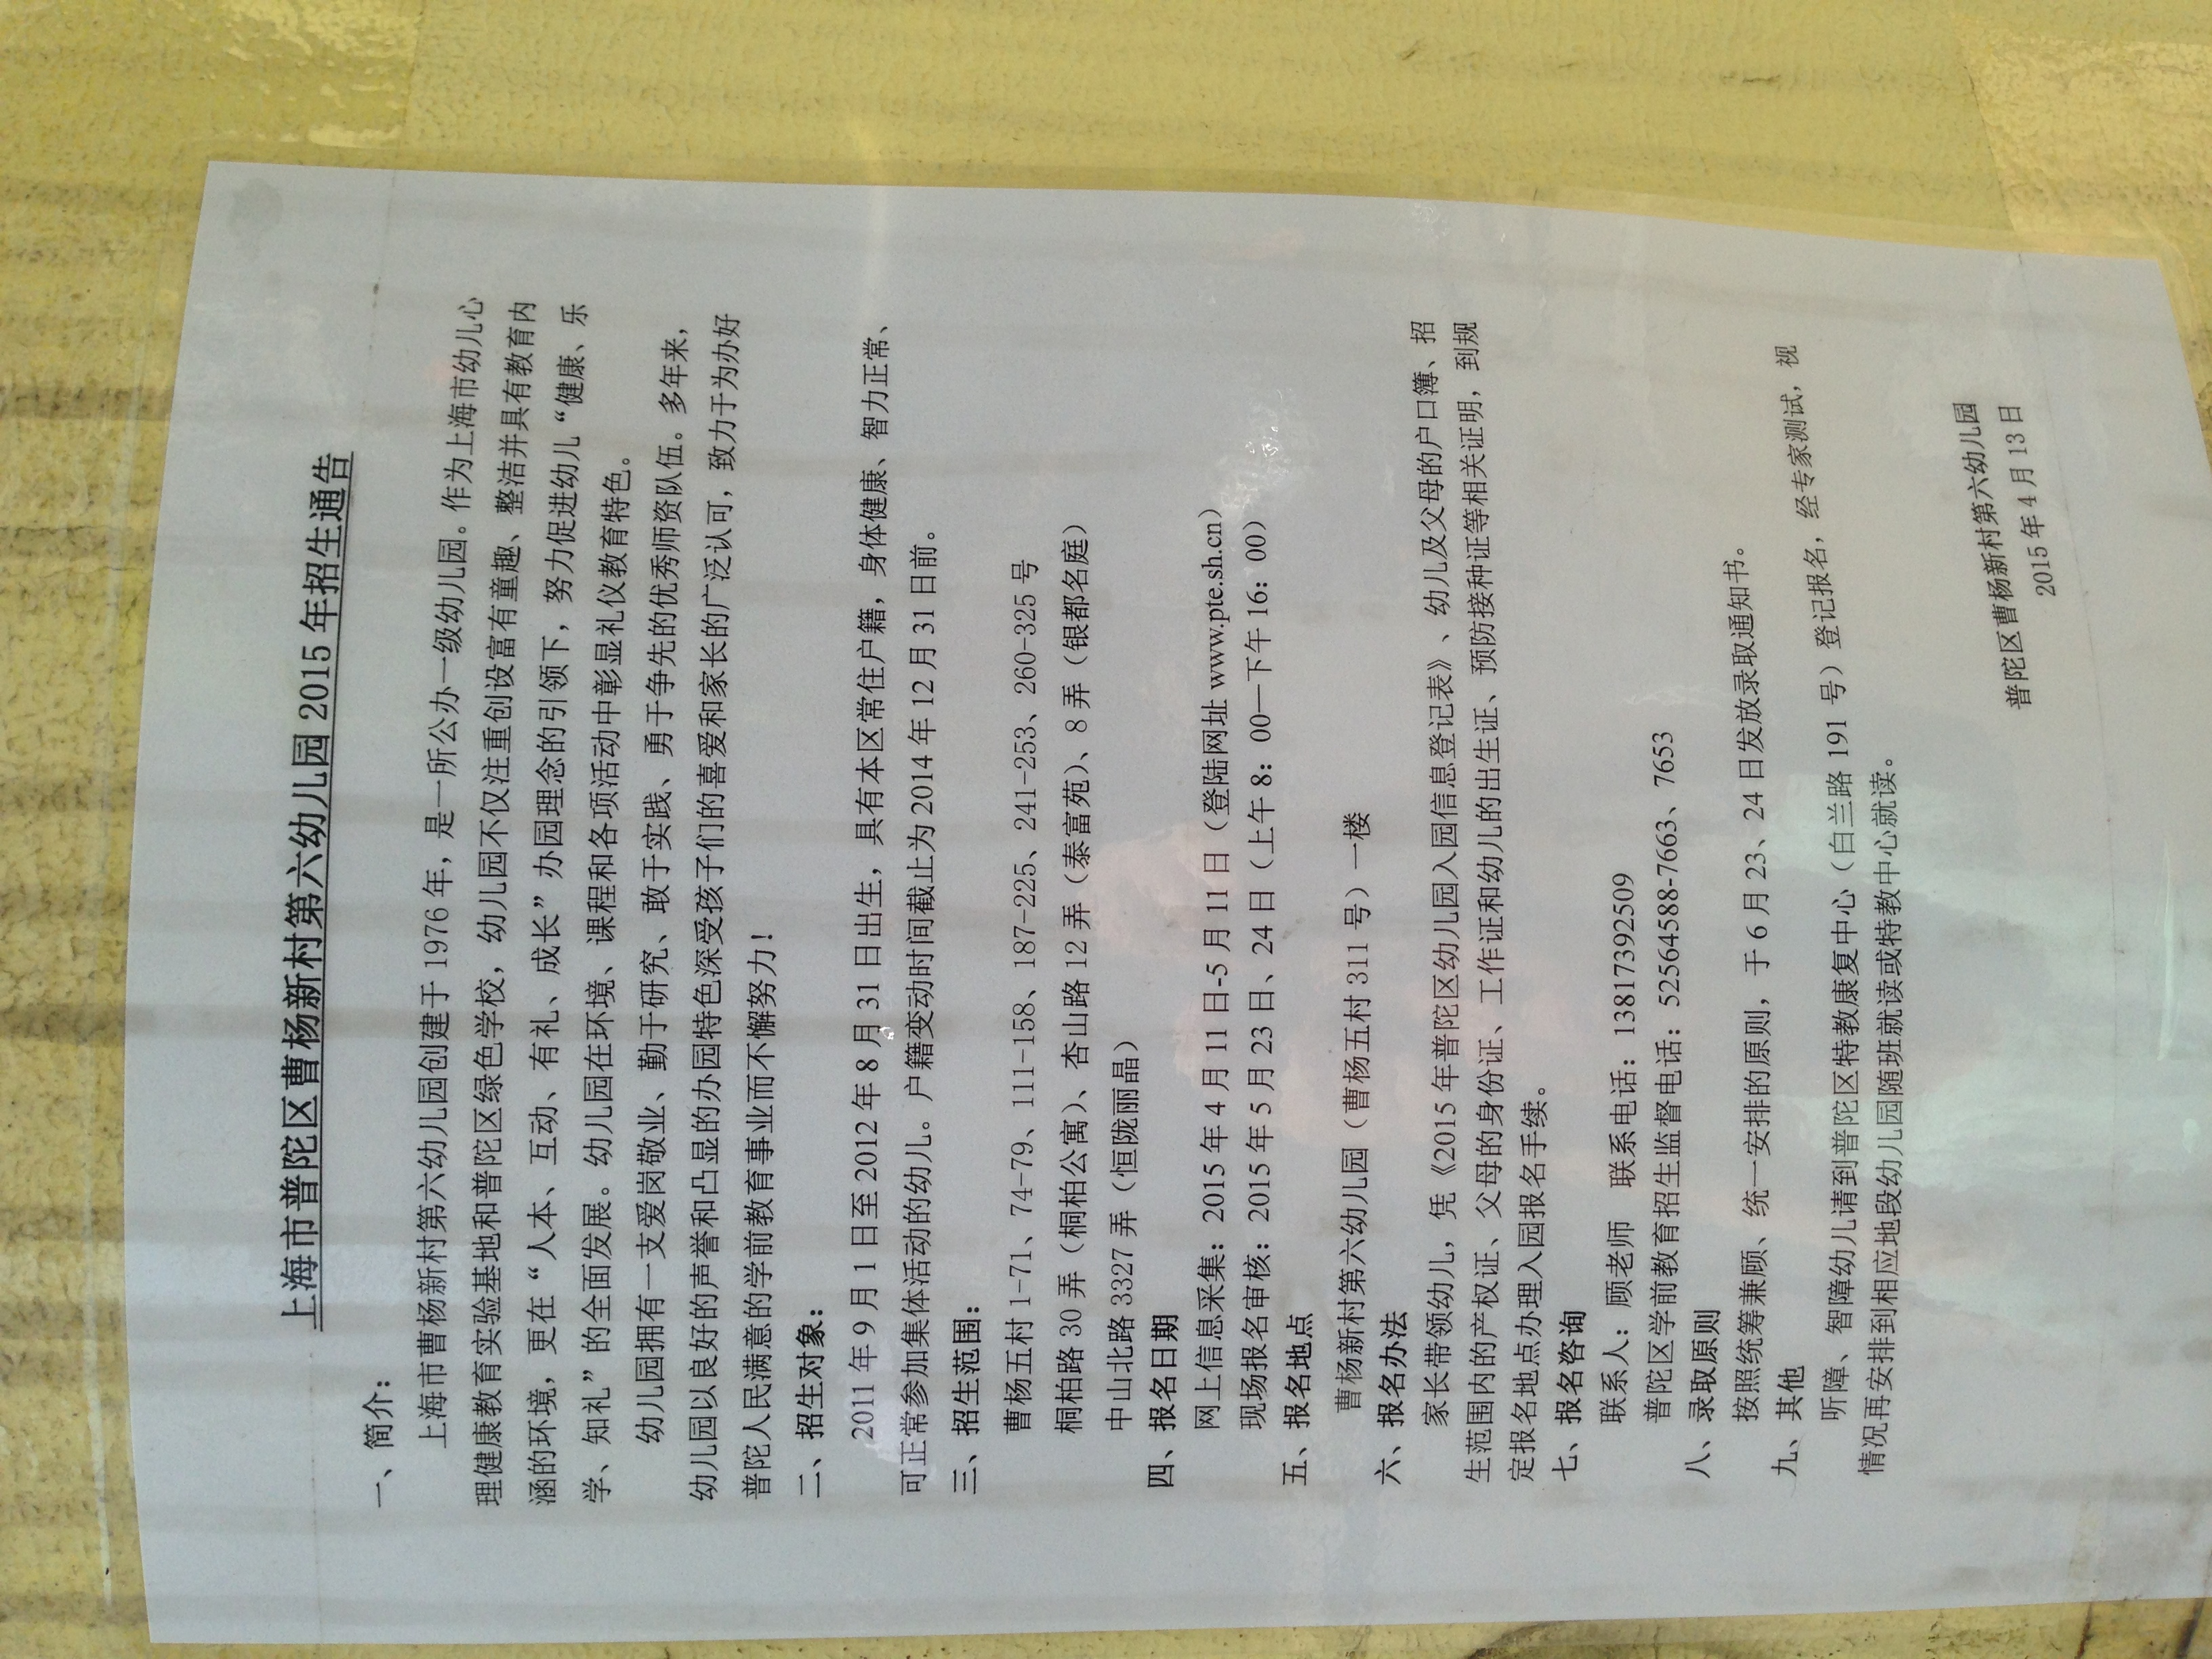 上海市普陀区曹杨新村第六幼儿园 2015 年招生通告
一、简介：
上海市曹杨新村第六幼儿园创建于 1976 年，是一所公办一级幼儿园。作为上海市幼儿心
理健康教育实验基地和普陀区绿色学校，幼儿园不仅注重创设富有童趣、整洁并具有教育内
涵的环境，更在“人本、互动、有礼、成长”办园理念的引领下，努力促进幼儿“健康、乐
学、知礼”的全面发展。幼儿园在环境、课程和各项活动中彰显礼仪教育特色。
幼儿园拥有一支爱岗敬业、勤于研究、敢于实践、勇于争先的优秀师资队伍。多年来，
幼儿园以良好的声誉和凸显的办园特色深受孩子们的喜爱和家长的广泛认可，致力于为办好
普陀人民满意的学前教育事业而不懈努力！
二、招生对象：
2011 年 9 月 1 日至 2012 年 8 月 31 日出生，具有本区常住户籍，身体健康、智力正常、
可正常参加集体活动的幼儿。户籍变动时间截止为 2014 年 12 月 31 日前。
三、招生范围：
曹杨五村 1-71、74-79、111-158、187-225、241-253、260-325 号
桐柏路 30 弄（桐柏公寓）、杏山路 12 弄（泰富苑）、8 弄（银都名庭）
中山北路 3327 弄（恒陇丽晶）
四、报名日期
网上信息采集：2015 年 4 月 11 日-5 月 11 日（登陆网址 www.pte.sh.cn）
现场报名审核：2015 年 5 月 23 日、24 日（上午 8：00—下午 16：00）
五、报名地点
曹杨新村第六幼儿园（曹杨五村 311 号）一楼
六、报名办法
家长带领幼儿，凭《2015 年普陀区幼儿园入园信息登记表》、幼儿及父母的户口簿、招
生范围内的产权证、父母的身份证、工作证和幼儿的出生证、预防接种证等相关证明，到规
定报名地点办理入园报名手续。
七、报名咨询
联系人：顾老师 联系电话：13817392509
普陀区学前教育招生监督电话：52564588-7663、7653
八、录取原则
按照统筹兼顾、统一安排的原则，于 6 月 23、24 日发放录取通知书。
九、其他
听障、智障幼儿请到普陀区特教康复中心（白兰路 191 号）登记报名，经专家测试，视
情况再安排到相应地段幼儿园随班就读或特教中心就读。
普陀区曹杨新村第六幼儿园
2015 年 4 月 13 日